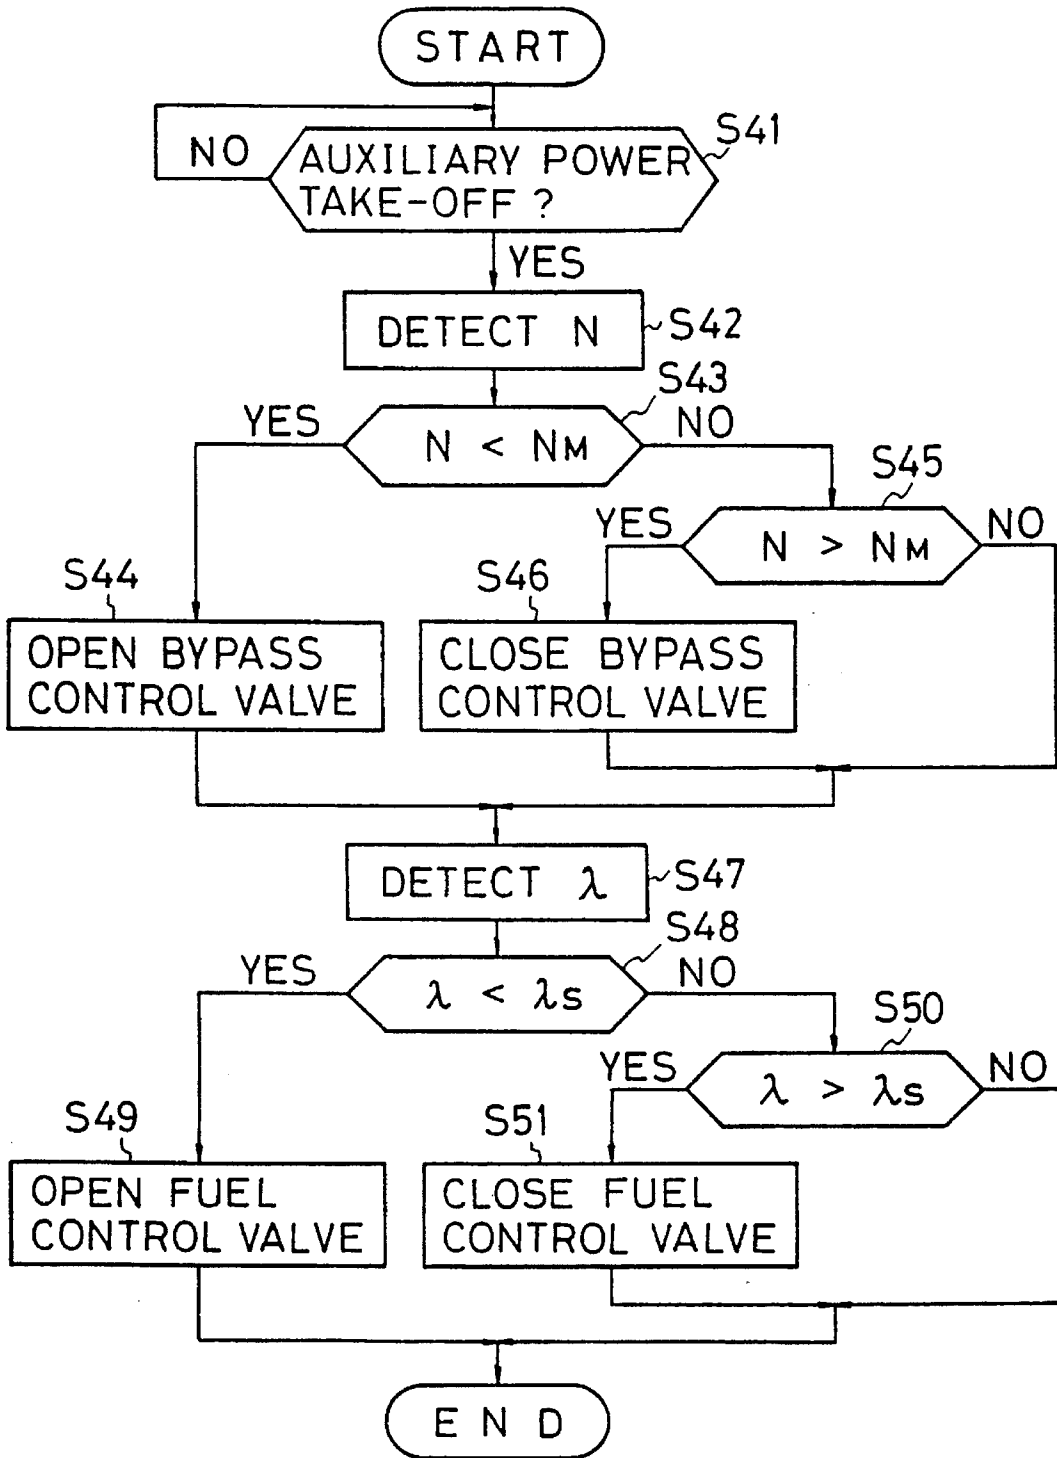 START
S41
NO
AUXILIARY POWER
TAKE-OFF ?
YES
DETECT N
S42
S43
YES
N < NM
NO
S45
YES
N > NM
NO
S44
S46
OPEN BYPASS
CONTROL VALVE
CLOSE BYPASS
CONTROL VALVE
DETECT λ
S47
S48
YES
λ < λs
NO
S50
YES
λ > λs
NO
S49
S51
OPEN FUEL
CONTROL VALVE
CLOSE FUEL
CONTROL VALVE
END